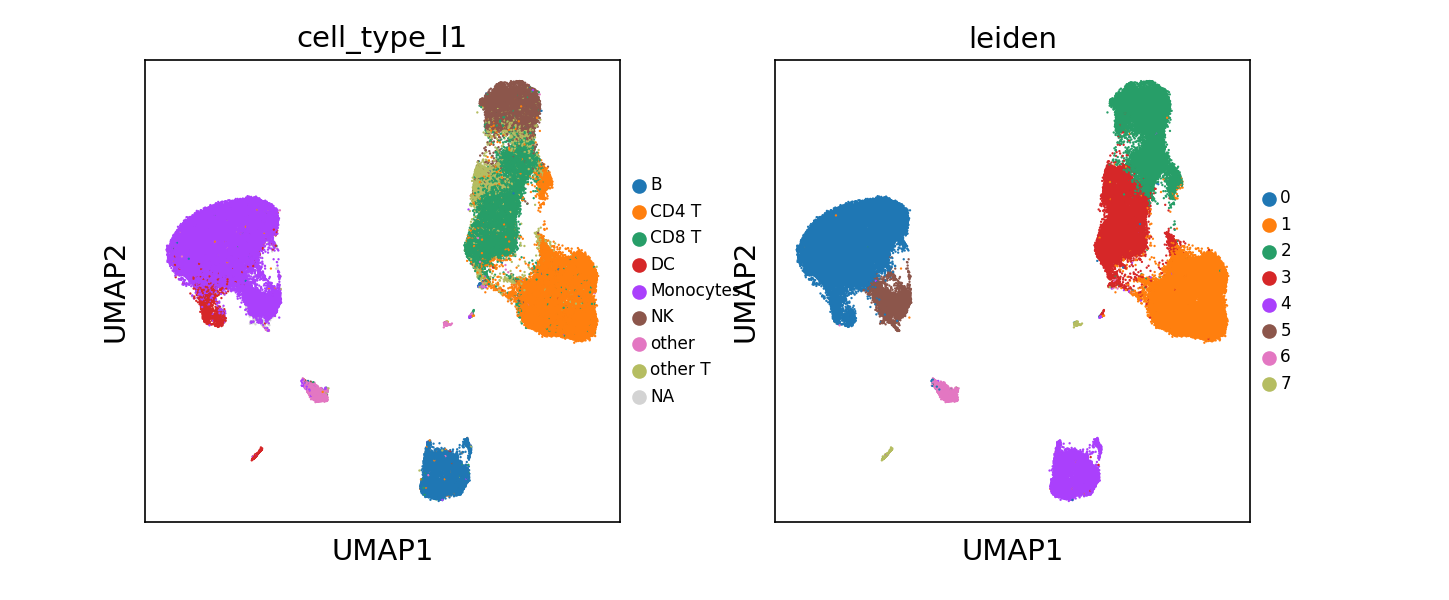 cell_type_l1
UMAP2
UMAP1
B
CD4 T
CD8 T
DC
Monocytes
NK
other
other T
NA
leiden
UMAP2
UMAP1
0
1
2
3
4
5
6
7